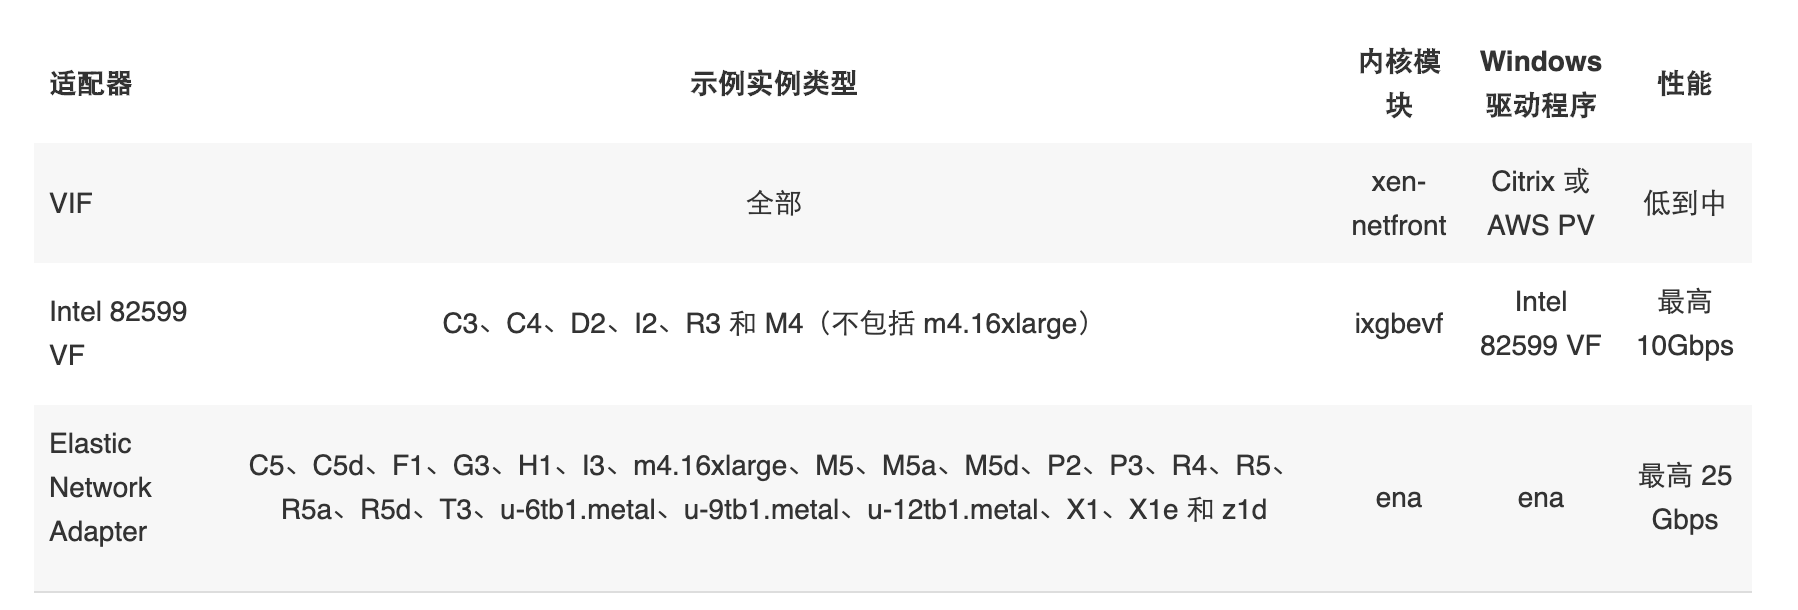 适配器
示例实例类型
内核模
块
Windows
驱动程序
性能
VIF
全部
xen-
netfront
Citrix 或
AWS PV
低到中
Intel 82599
VF
C3、C4、D2、I2、R3 和 M4（不包括 m4.16xlarge）
ixgbevf
Intel
82599 VF
最高
10Gbps
Elastic
Network
Adapter
C5、C5d、F1、G3、H1、I3、m4.16xlarge、M5、M5a、M5d、P2、P3、R4、R5、
R5a、R5d、T3、u-6tb1.metal、u-9tb1.metal、u-12tb1.metal、X1、X1e 和 z1d
ena
ena
最高 25
Gbps